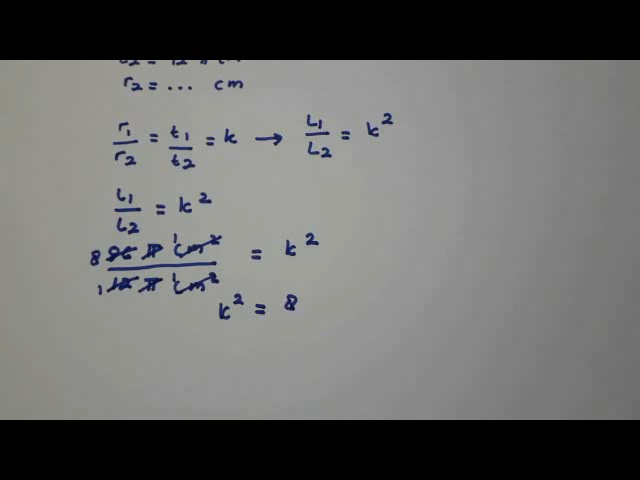 r₂ = ... cm
r₁/r₂ = t₁/t₂ = k → L₁/L₂ = k²
L₁/L₂ = k²
8 96 π 1 cm² / 1 12 π 1 cm² = k²
k² = 8